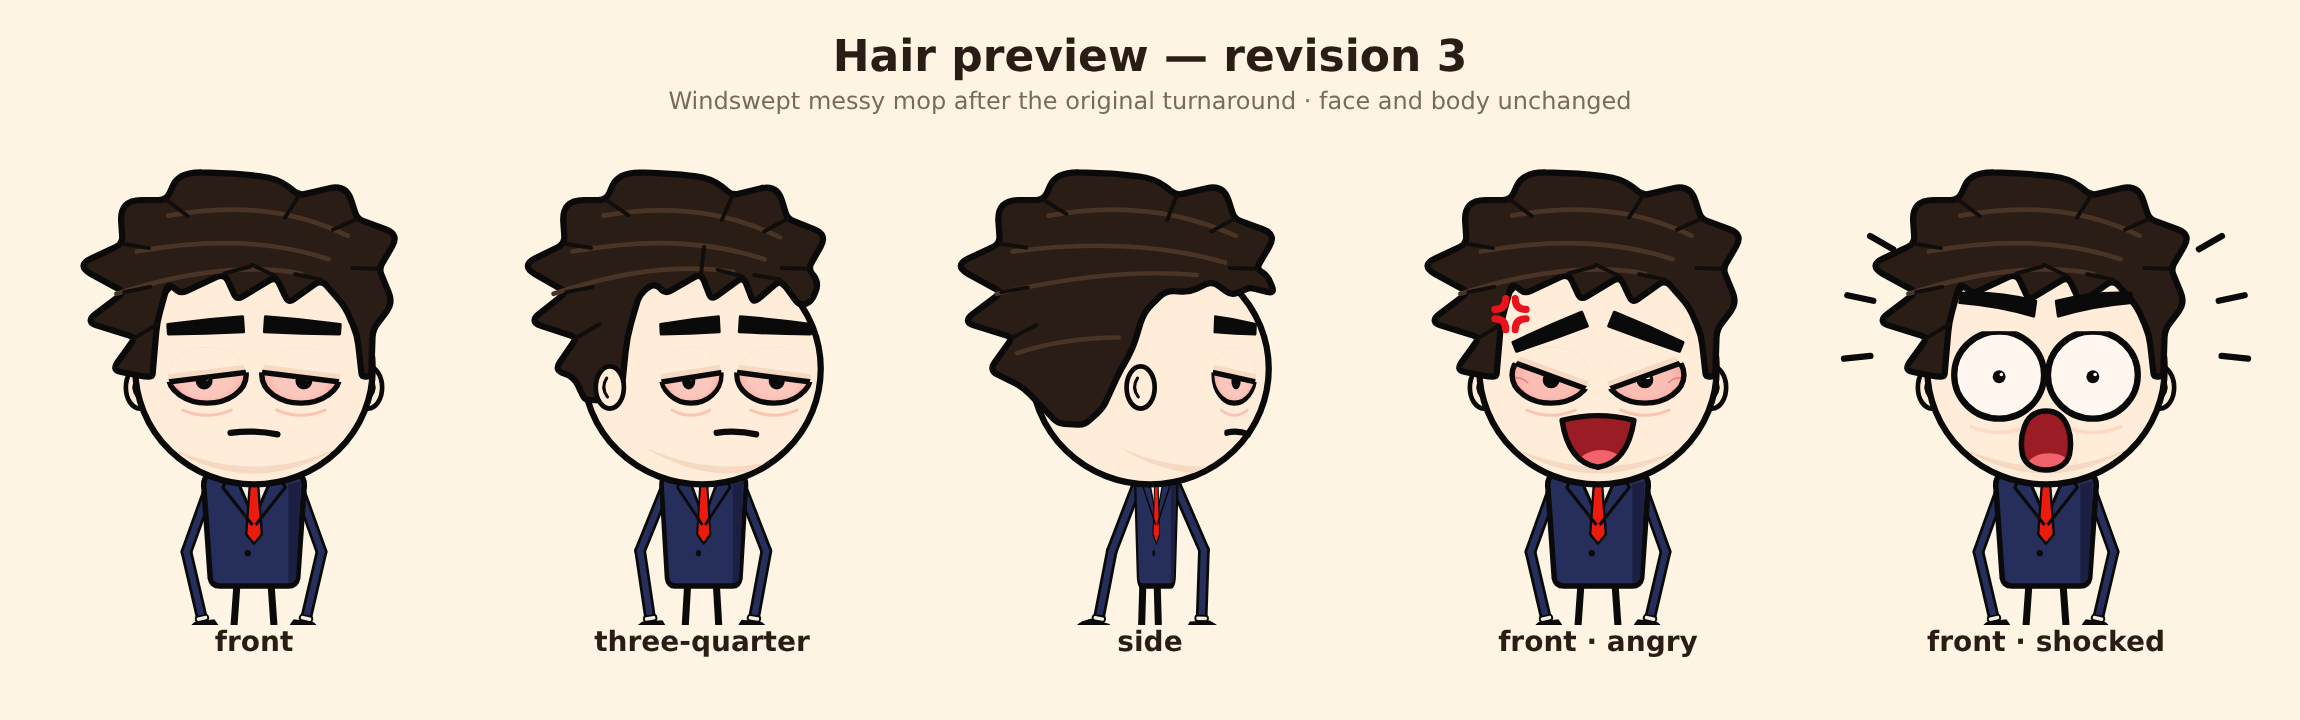 Hair preview — revision 3
Windswept messy mop after the original turnaround · face and body unchanged
front
three-quarter
side
front · angry
front · shocked